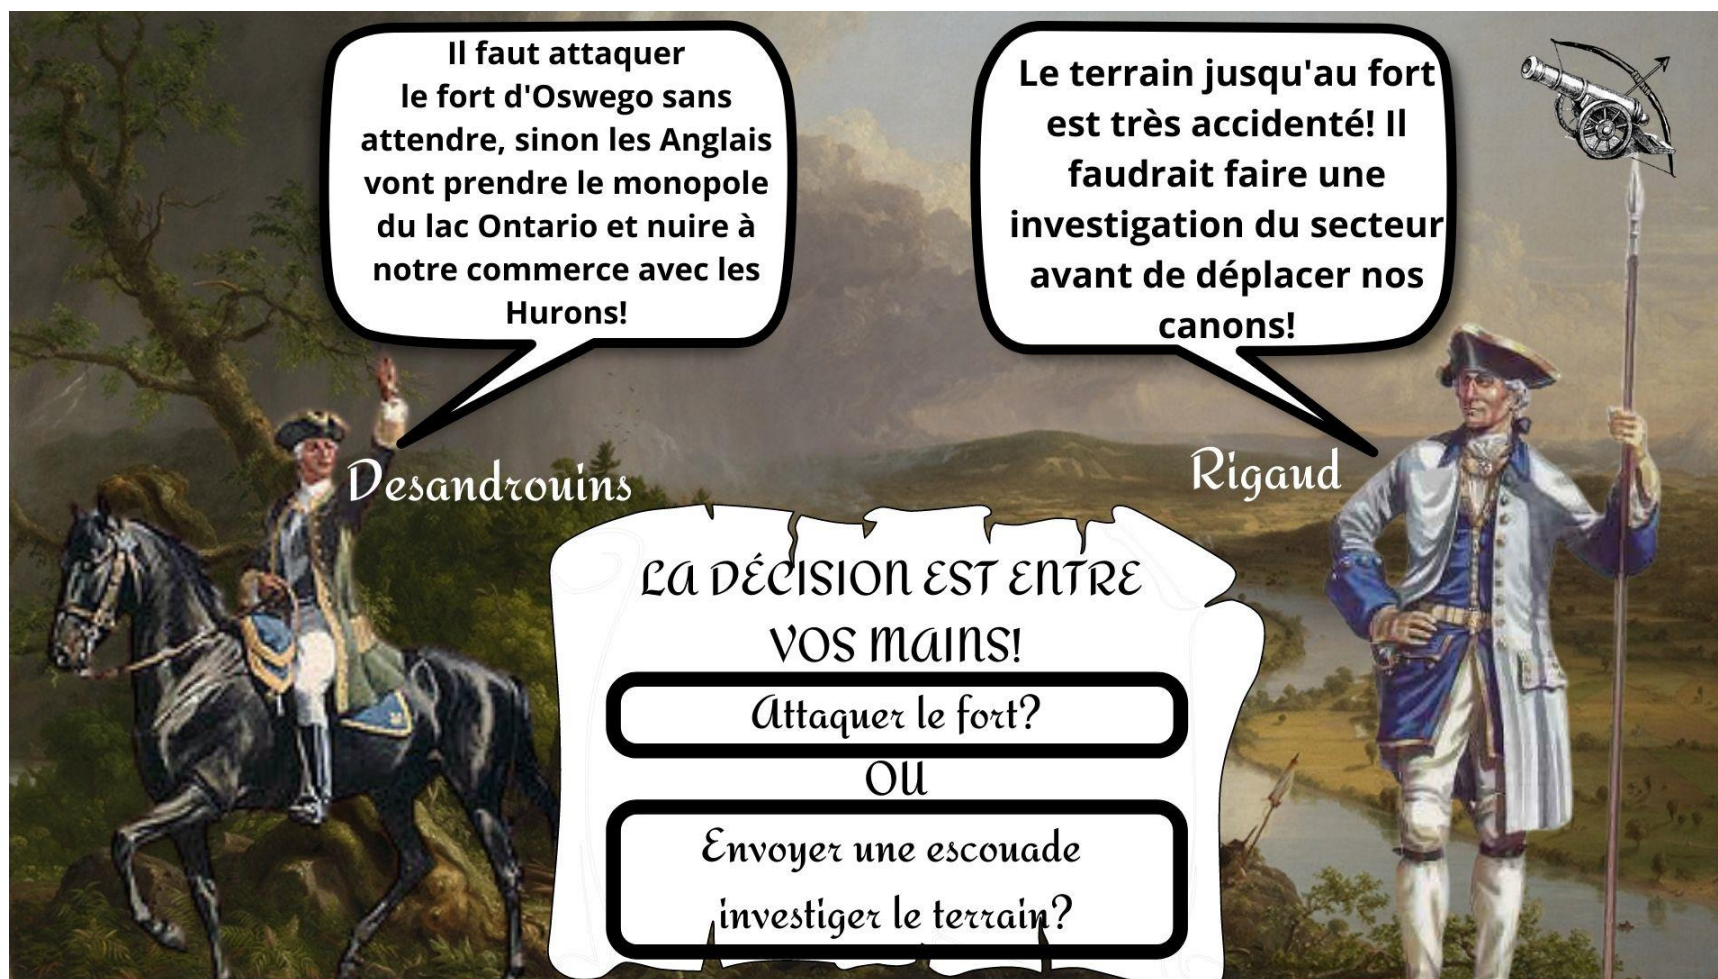 Il faut attaquer
le fort d'Oswego sans
attendre, sinon les Anglais
vont prendre le monopole
du lac Ontario et nuire à
notre commerce avec les
Hurons!
Le terrain jusqu'au fort
est très accidenté! Il
faudrait faire une
investigation du secteur
avant de déplacer nos
canons!
Desandrouins
Rigaud
LA DÉCISION EST ENTRE
VOS MAINS!
Attaquer le fort?
OU
Envoyer une escouade
investiger le terrain?